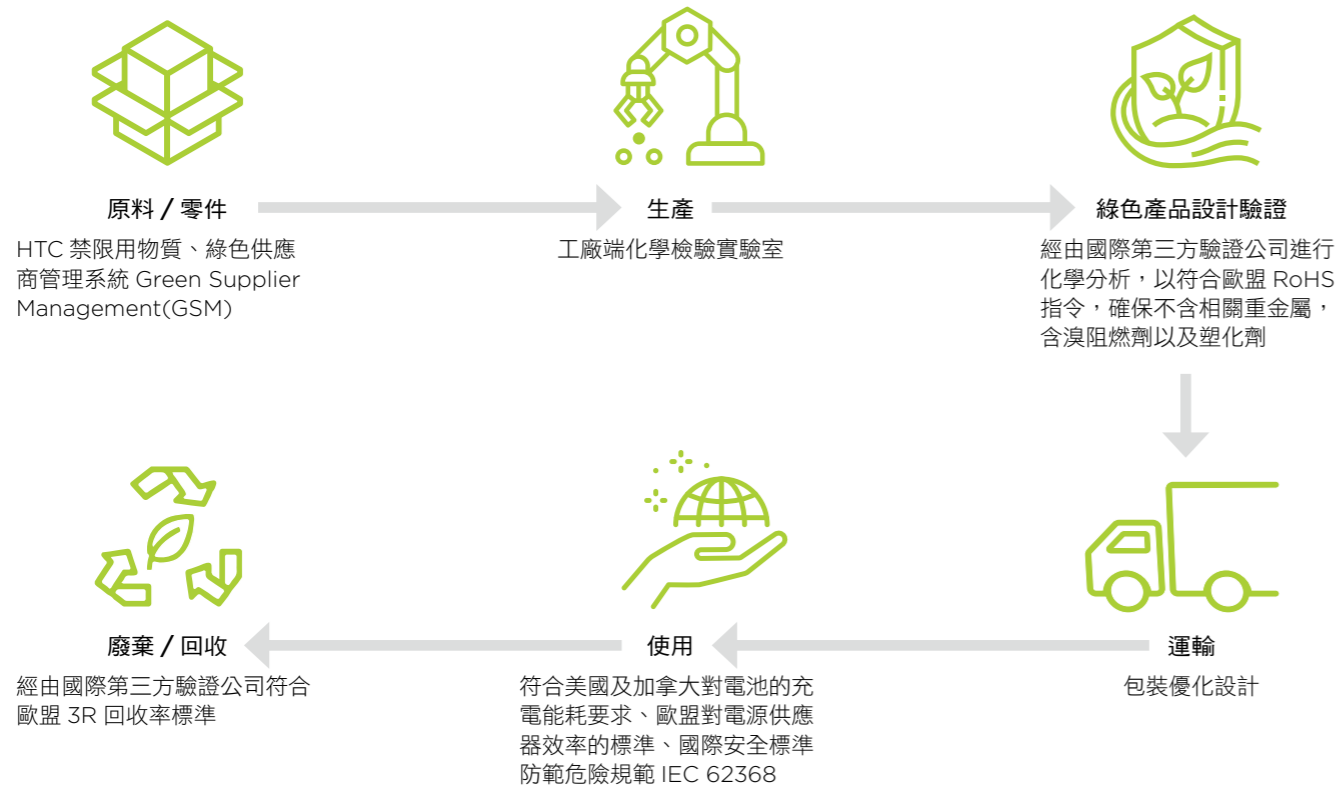 原料 / 零件
HTC 禁限用物質、綠色供應
商管理系統 Green Supplier
Management(GSM)
生產
工廠端化學檢驗實驗室
綠色產品設計驗證
經由國際第三方驗證公司進行
化學分析，以符合歐盟 RoHS
指令，確保不含相關重金屬，
含溴阻燃劑以及塑化劑
運輸
包裝優化設計
使用
符合美國及加拿大對電池的充
電能耗要求、歐盟對電源供應
器效率的標準、國際安全標準
防範危險規範 IEC 62368
廢棄 / 回收
經由國際第三方驗證公司符合
歐盟 3R 回收率標準